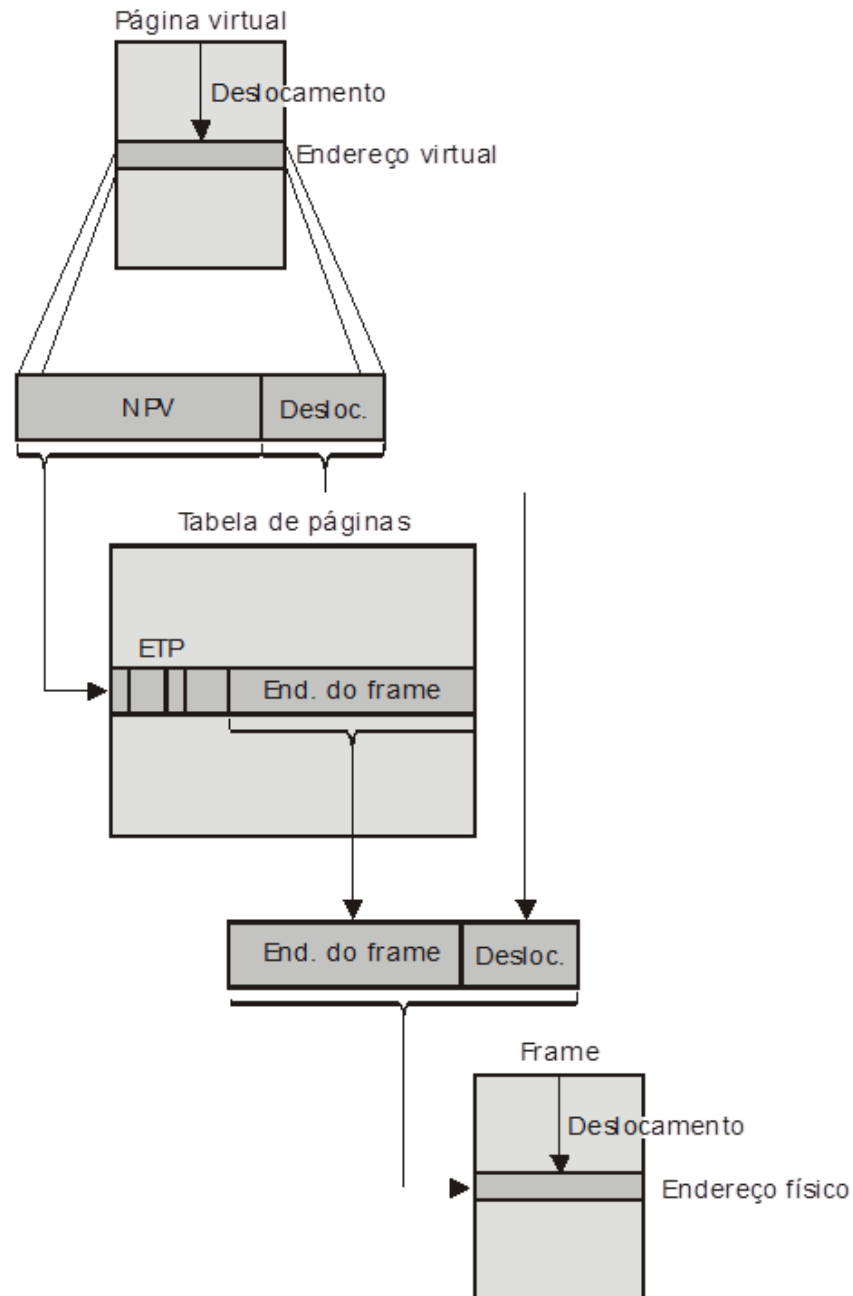 Página virtual
Deslocamento
Endereço virtual
NPV
Desloc.
Tabela de páginas
ETP
End. do frame
End. do frame
Desloc.
Frame
Deslocamento
Endereço físico